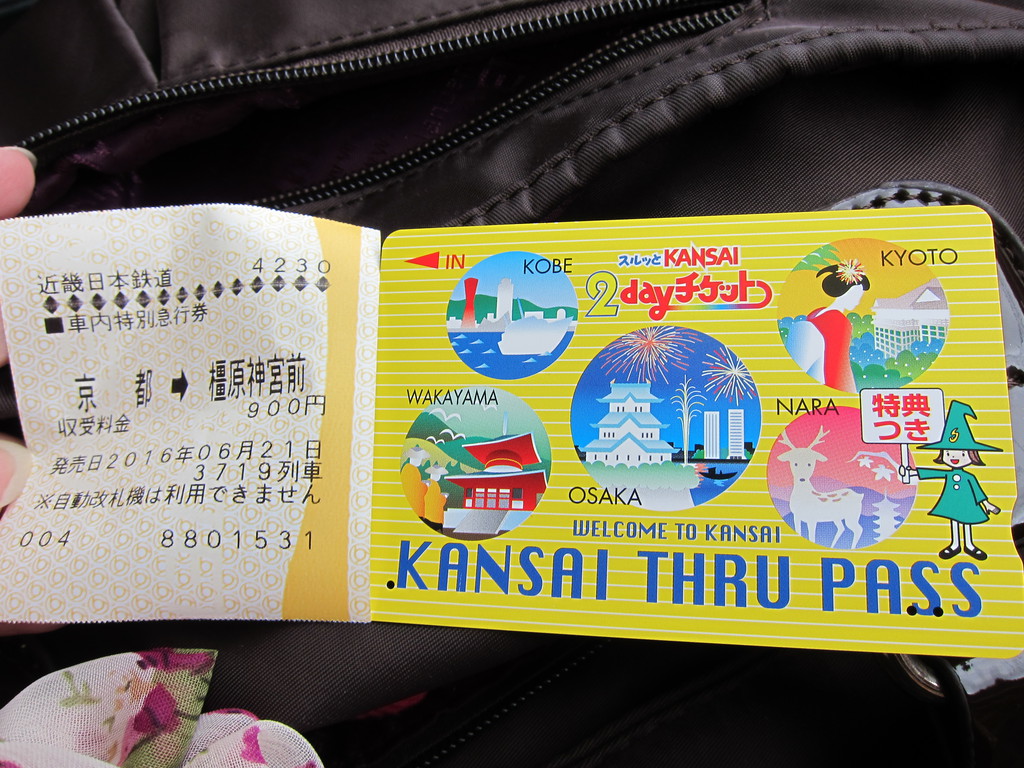 4230
近畿日本鉄道
■車内特別急行券
京 都 ➡ 橿原神宮前
900円
収受料金
発売日2016年06月21日
3719列車
※自動改札機は利用できません
004 8801531
◀ IN
KOBE
スルッとKANSAI
2dayチケット
KYOTO
WAKAYAMA
OSAKA
NARA
特典
つき
S
WELCOME TO KANSAI
KANSAI THRU PASS